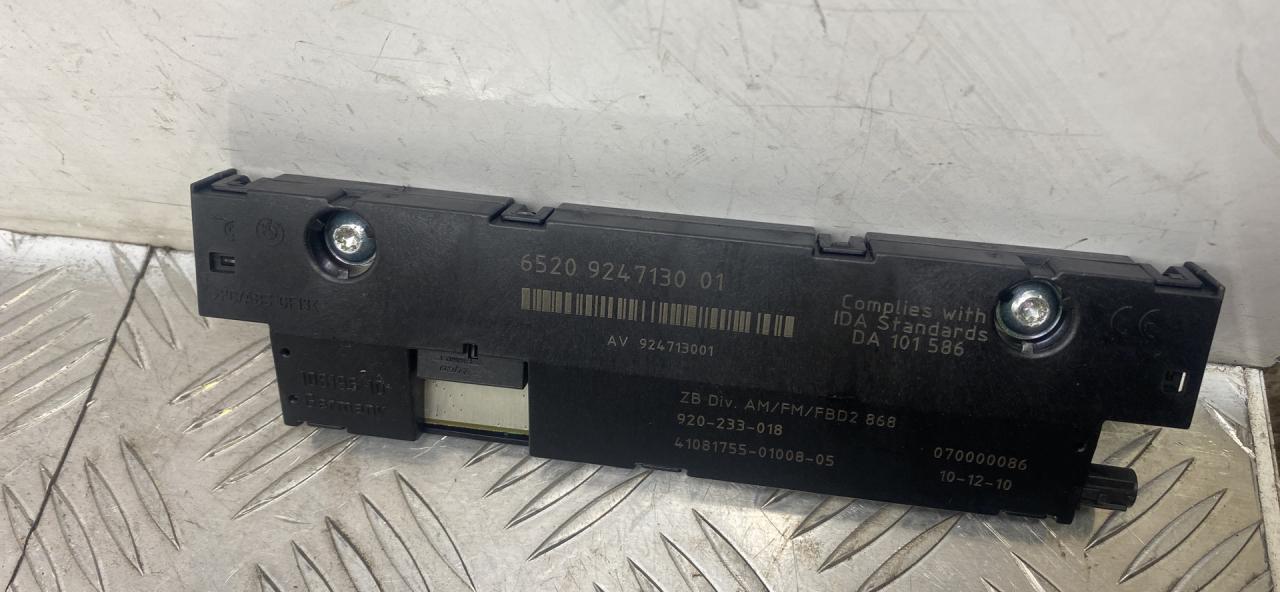 6520 9247130 01
AV 924713001
Complies with
IDA Standards
DA 101 586
CE
Germany
ZB Div. AM/FM/FBD2 868
920-233-018
41081755-01008-05
070000086
10-12-10